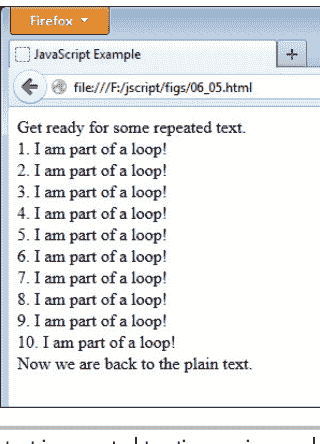 Firefox
JavaScript Example
file:///F:/jscript/figs/06_05.html
Get ready for some repeated text.
1. I am part of a loop!
2. I am part of a loop!
3. I am part of a loop!
4. I am part of a loop!
5. I am part of a loop!
6. I am part of a loop!
7. I am part of a loop!
8. I am part of a loop!
9. I am part of a loop!
10. I am part of a loop!
Now we are back to the plain text.